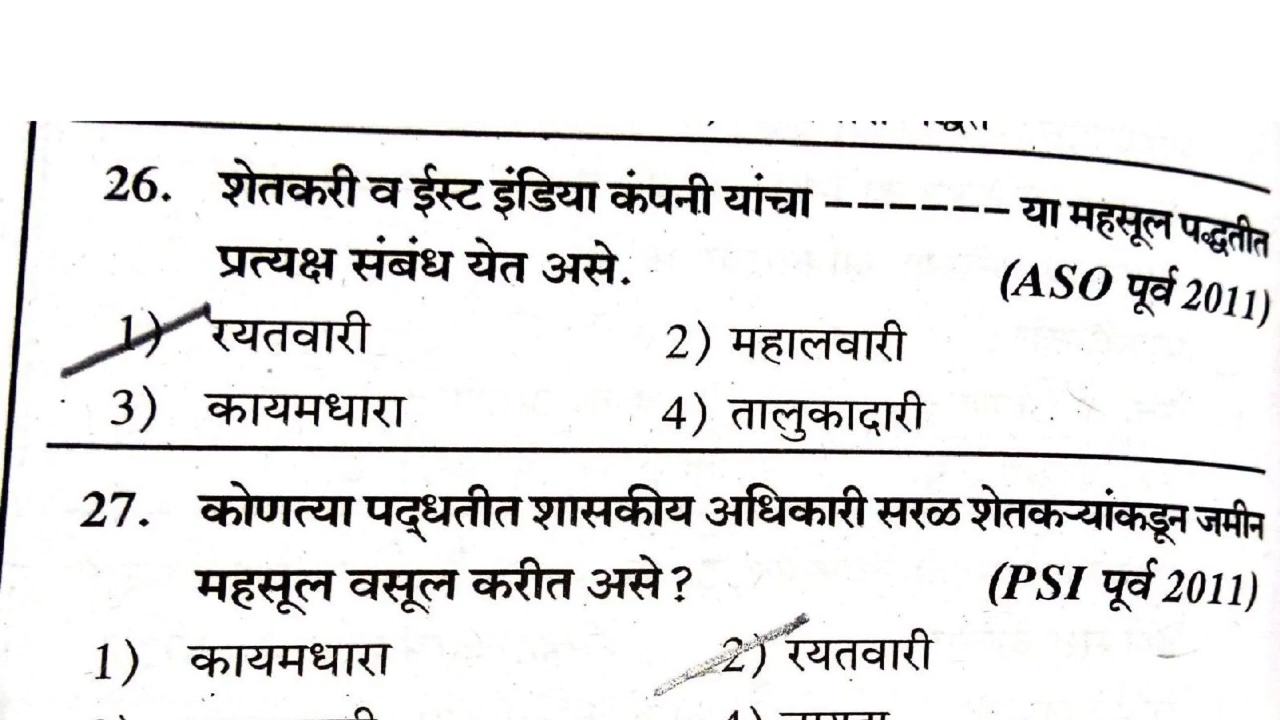 26. शेतकरी व ईस्ट इंडिया कंपनी यांचा ------ या महसूल पद्धतीत
प्रत्यक्ष संबंध येत असे. (ASO पूर्व 2011)
1) रयतवारी 2) महालवारी
3) कायमधारा 4) तालुकादारी
27. कोणत्या पद्धतीत शासकीय अधिकारी सरळ शेतकऱ्यांकडून जमीन
महसूल वसूल करीत असे? (PSI पूर्व 2011)
1) कायमधारा 2) रयतवारी